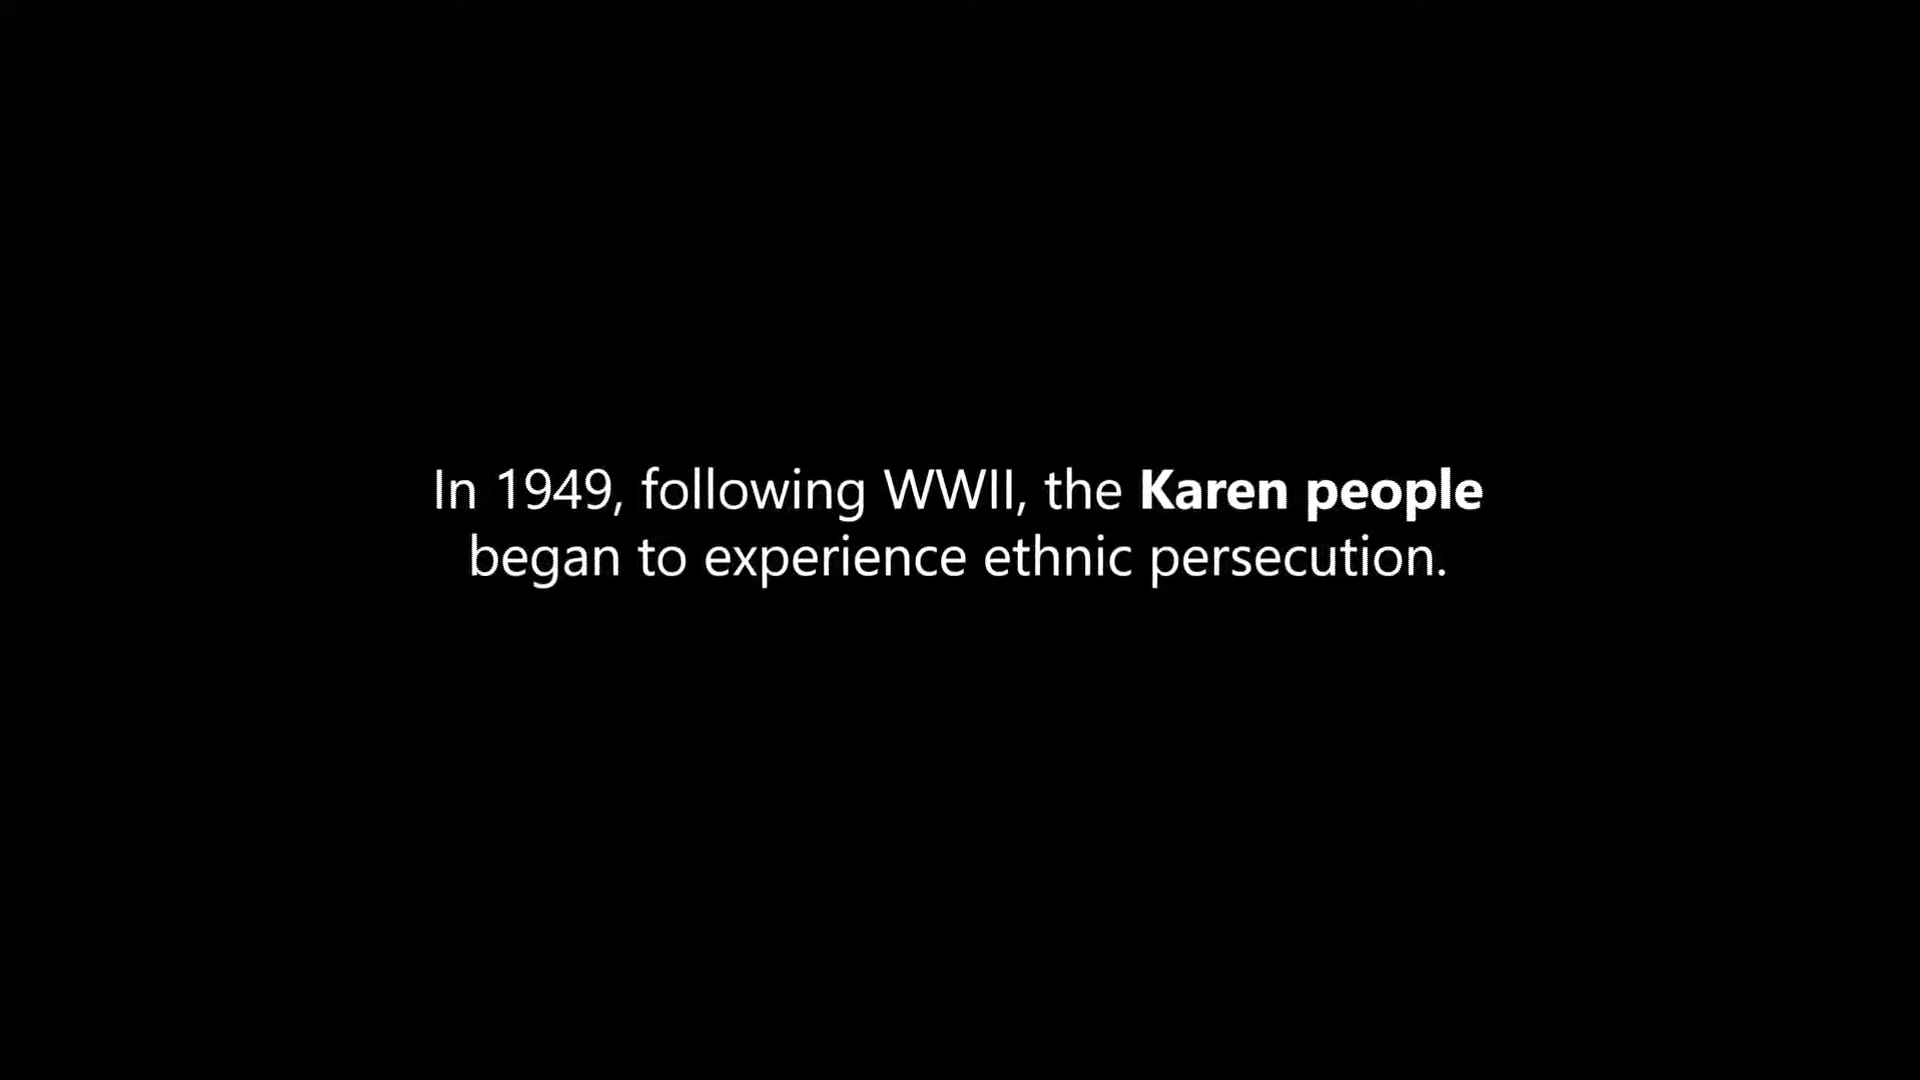 In 1949, following WWII, the Karen people
began to experience ethnic persecution.